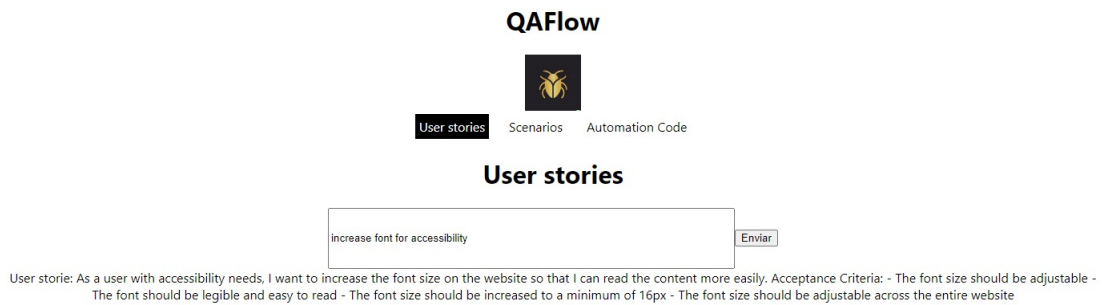 QAFlow
User stories Scenarios Automation Code
User stories
increase font for accessibility Enviar
User storie: As a user with accessibility needs, I want to increase the font size on the website so that I can read the content more easily. Acceptance Criteria: - The font size should be adjustable -
The font should be legible and easy to read - The font size should be increased to a minimum of 16px - The font size should be adjustable across the entire website